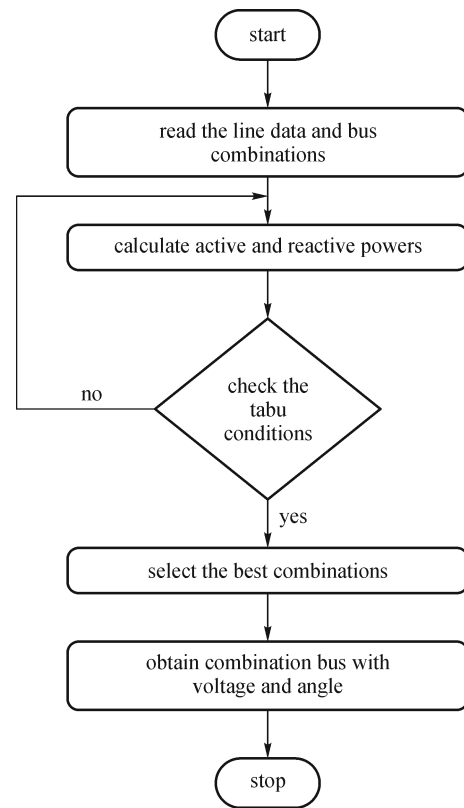 start
read the line data and bus
combinations
calculate active and reactive powers
check the
tabu
conditions
no
yes
select the best combinations
obtain combination bus with
voltage and angle
stop